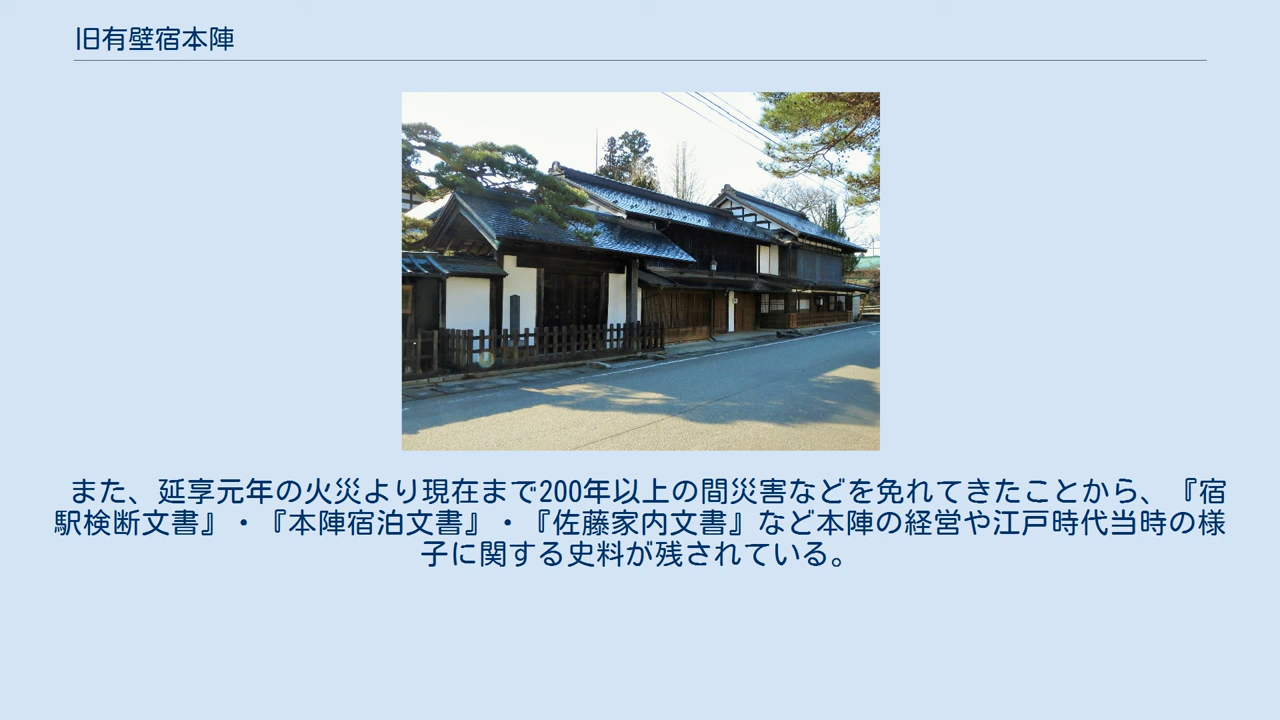 旧有壁宿本陣
また、延享元年の火災より現在まで200年以上の間災害などを免れてきたことから、『宿
駅検断文書』・『本陣宿泊文書』・『佐藤家内文書』など本陣の経営や江戸時代当時の様
子に関する史料が残されている。